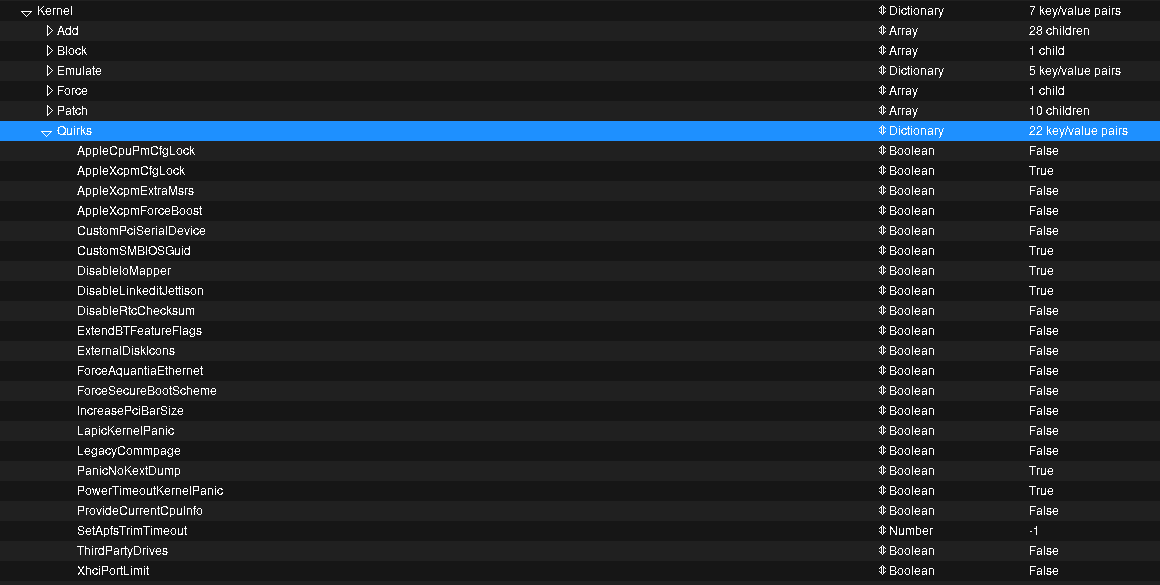 Kernel Dictionary 7 key/value pairs
Add Array 28 children
Block Array 1 child
Emulate Dictionary 5 key/value pairs
Force Array 1 child
Patch Array 10 children
Quirks Dictionary 22 key/value pairs
AppleCpuPmCfgLock Boolean False
AppleXcpmCfgLock Boolean True
AppleXcpmExtraMsrs Boolean False
AppleXcpmForceBoost Boolean False
CustomPciSerialDevice Boolean False
CustomSMBIOSGuid Boolean True
DisableIoMapper Boolean True
DisableLinkeditJettison Boolean True
DisableRtcChecksum Boolean False
ExtendBTFeatureFlags Boolean False
ExternalDiskIcons Boolean False
ForceAquantiaEthernet Boolean False
ForceSecureBootScheme Boolean False
IncreasePciBarSize Boolean False
LapicKernelPanic Boolean False
LegacyCommpage Boolean False
PanicNoKextDump Boolean True
PowerTimeoutKernelPanic Boolean True
ProvideCurrentCpuInfo Boolean False
SetApfsTrimTimeout Number -1
ThirdPartyDrives Boolean False
XhciPortLimit Boolean False